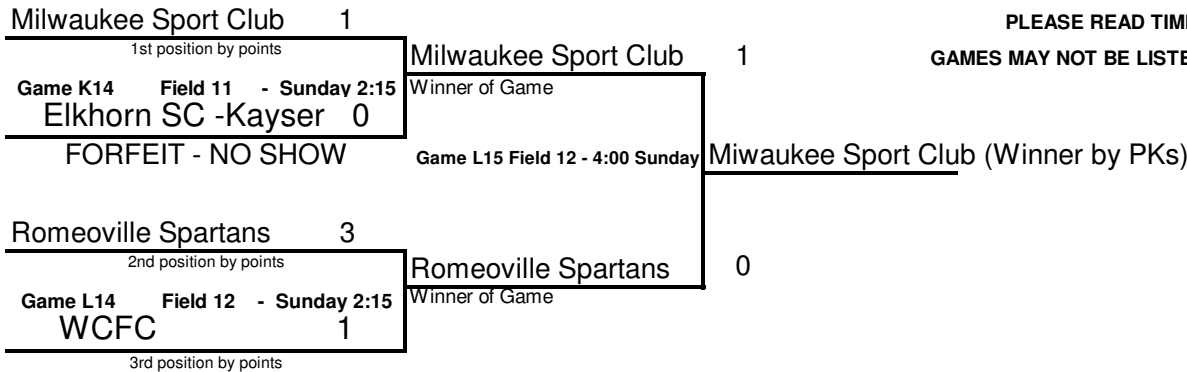 Milwaukee Sport Club 1
PLEASE READ
1st position by points
Milwaukee Sport Club 1
GAMES MAY NOT BE
Game K14 Field 11 - Sunday 2:15
Winner of Game
Elkhorn SC -Kayser 0
FORFEIT - NO SHOW
Game L15 Field 12 - 4:00 Sunday
Miwaukee Sport Club (Winner by PKs)
Romeoville Spartans 3
2nd position by points
Romeoville Spartans 0
Game L14 Field 12 - Sunday 2:15
Winner of Game
WCFC 1
3rd position by points